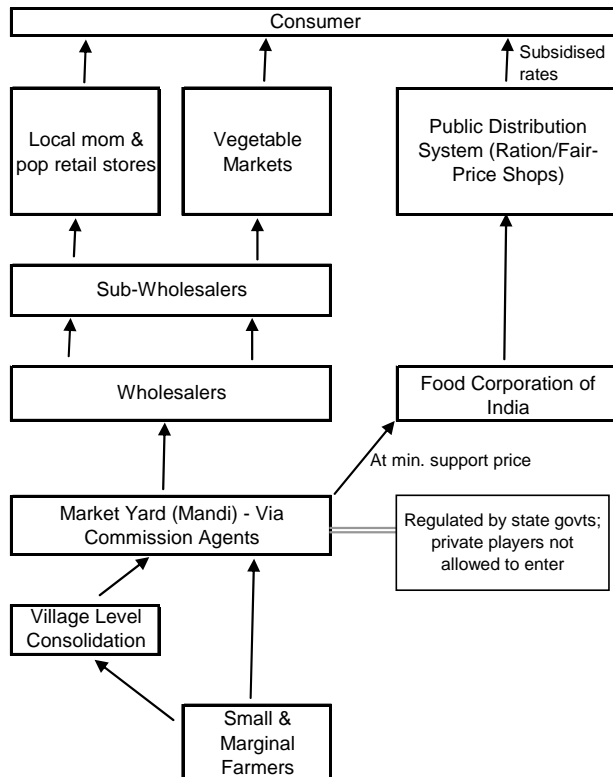 Consumer
Subsidised
rates
Local mom &
pop retail stores
Vegetable
Markets
Public Distribution
System (Ration/Fair-
Price Shops)
Sub-Wholesalers
Wholesalers
Food Corporation of
India
At min. support price
Market Yard (Mandi) - Via
Commission Agents
Regulated by state govts;
private players not
allowed to enter
Village Level
Consolidation
Small &
Marginal
Farmers